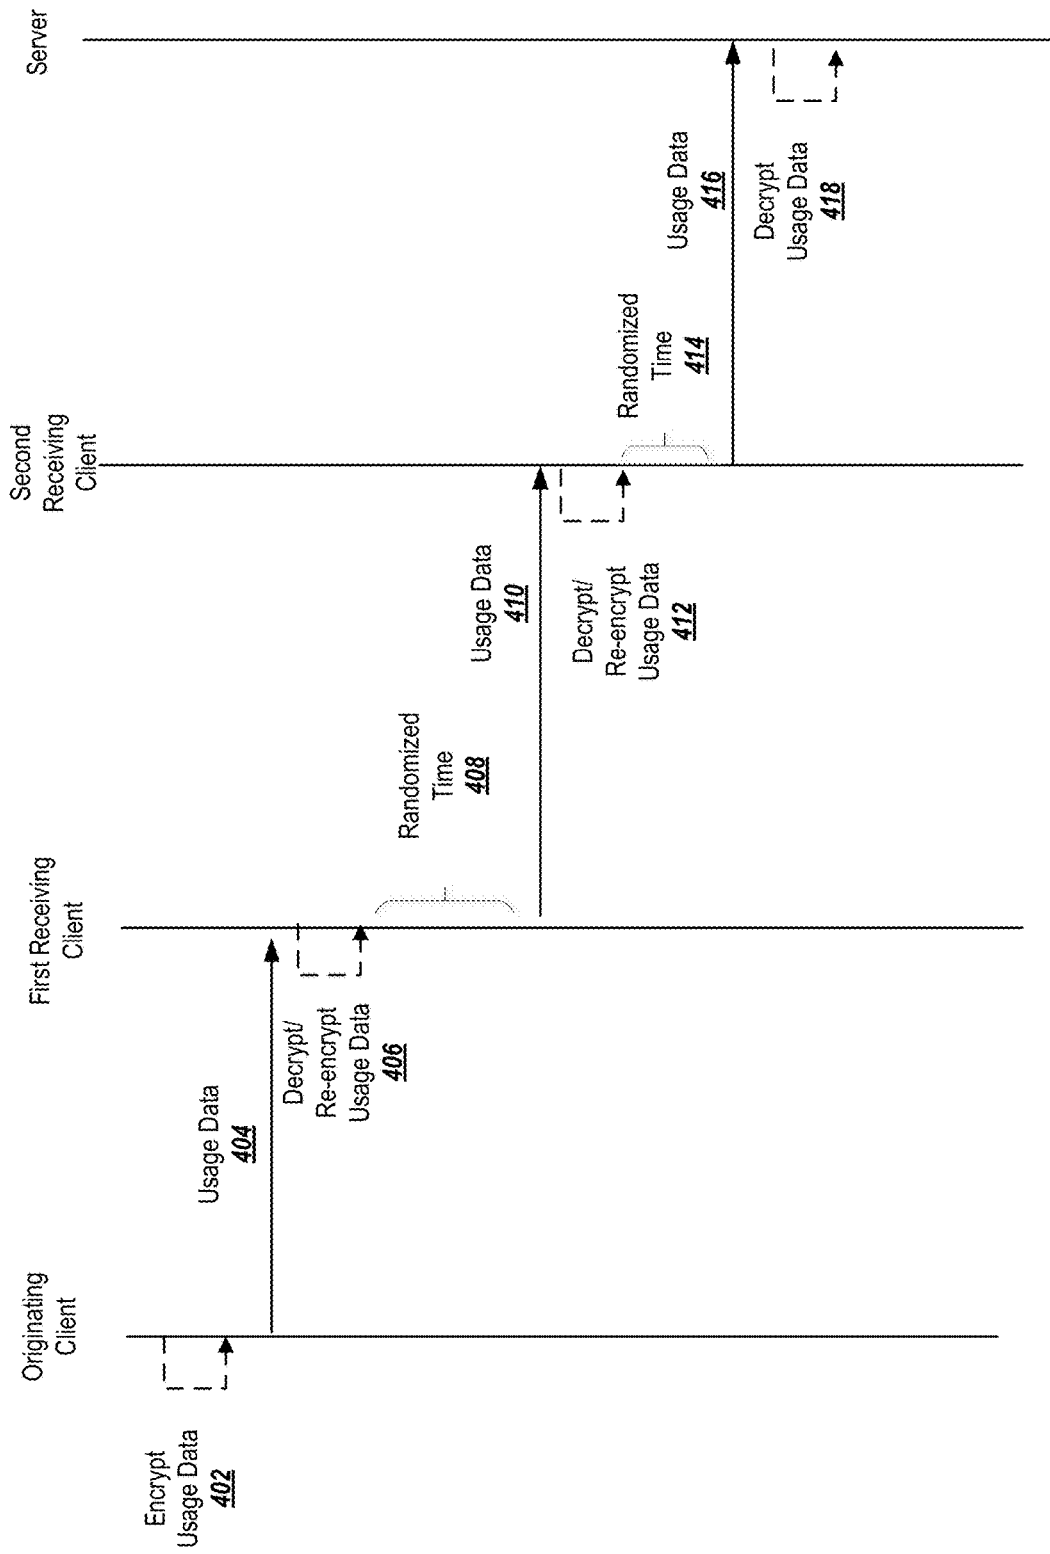 Originating
Client
First Receiving
Client
Second
Receiving
Client
Server
Encrypt
Usage Data
402
Usage Data
404
Decrypt/
Re-encrypt
Usage Data
406
Randomized
Time
408
Usage Data
410
Decrypt/
Re-encrypt
Usage Data
412
Randomized
Time
414
Usage Data
416
Decrypt
Usage Data
418